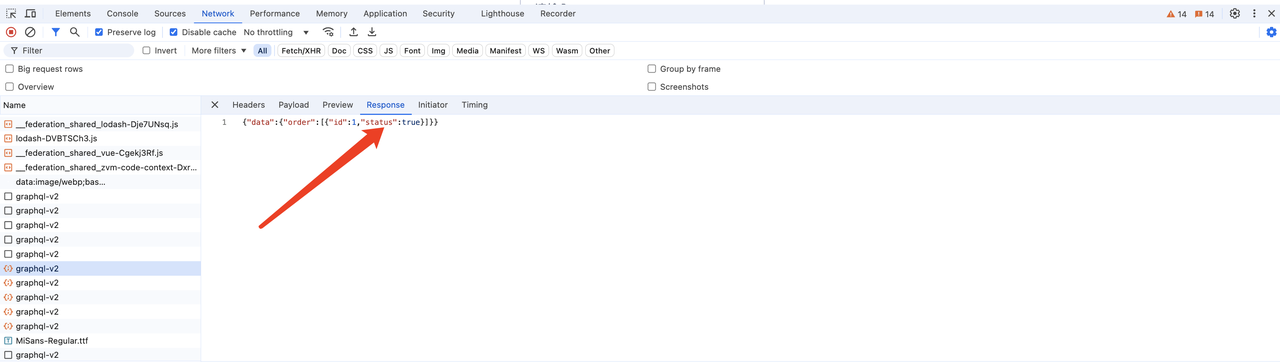 Elements Console Sources Network Performance Memory Application Security Lighthouse Recorder 14 14
Preserve log Disable cache No throttling
Filter Invert More filters All Fetch/XHR Doc CSS JS Font Img Media Manifest WS Wasm Other
Big request rows Group by frame
Overview Screenshots
Name Headers Payload Preview Response Initiator Timing
1 {"data":{"order":[{"id":1,"status":true}]}}
__federation_shared_lodash-Dje7UNsq.js
lodash-DVBTSCh3.js
__federation_shared_vue-Cgekj3Rf.js
__federation_shared_zvm-code-context-Dxr...
data:image/webp;bas...
graphql-v2
graphql-v2
graphql-v2
graphql-v2
graphql-v2
graphql-v2
graphql-v2
graphql-v2
graphql-v2
graphql-v2
MiSans-Regular.ttf
graphql-v2